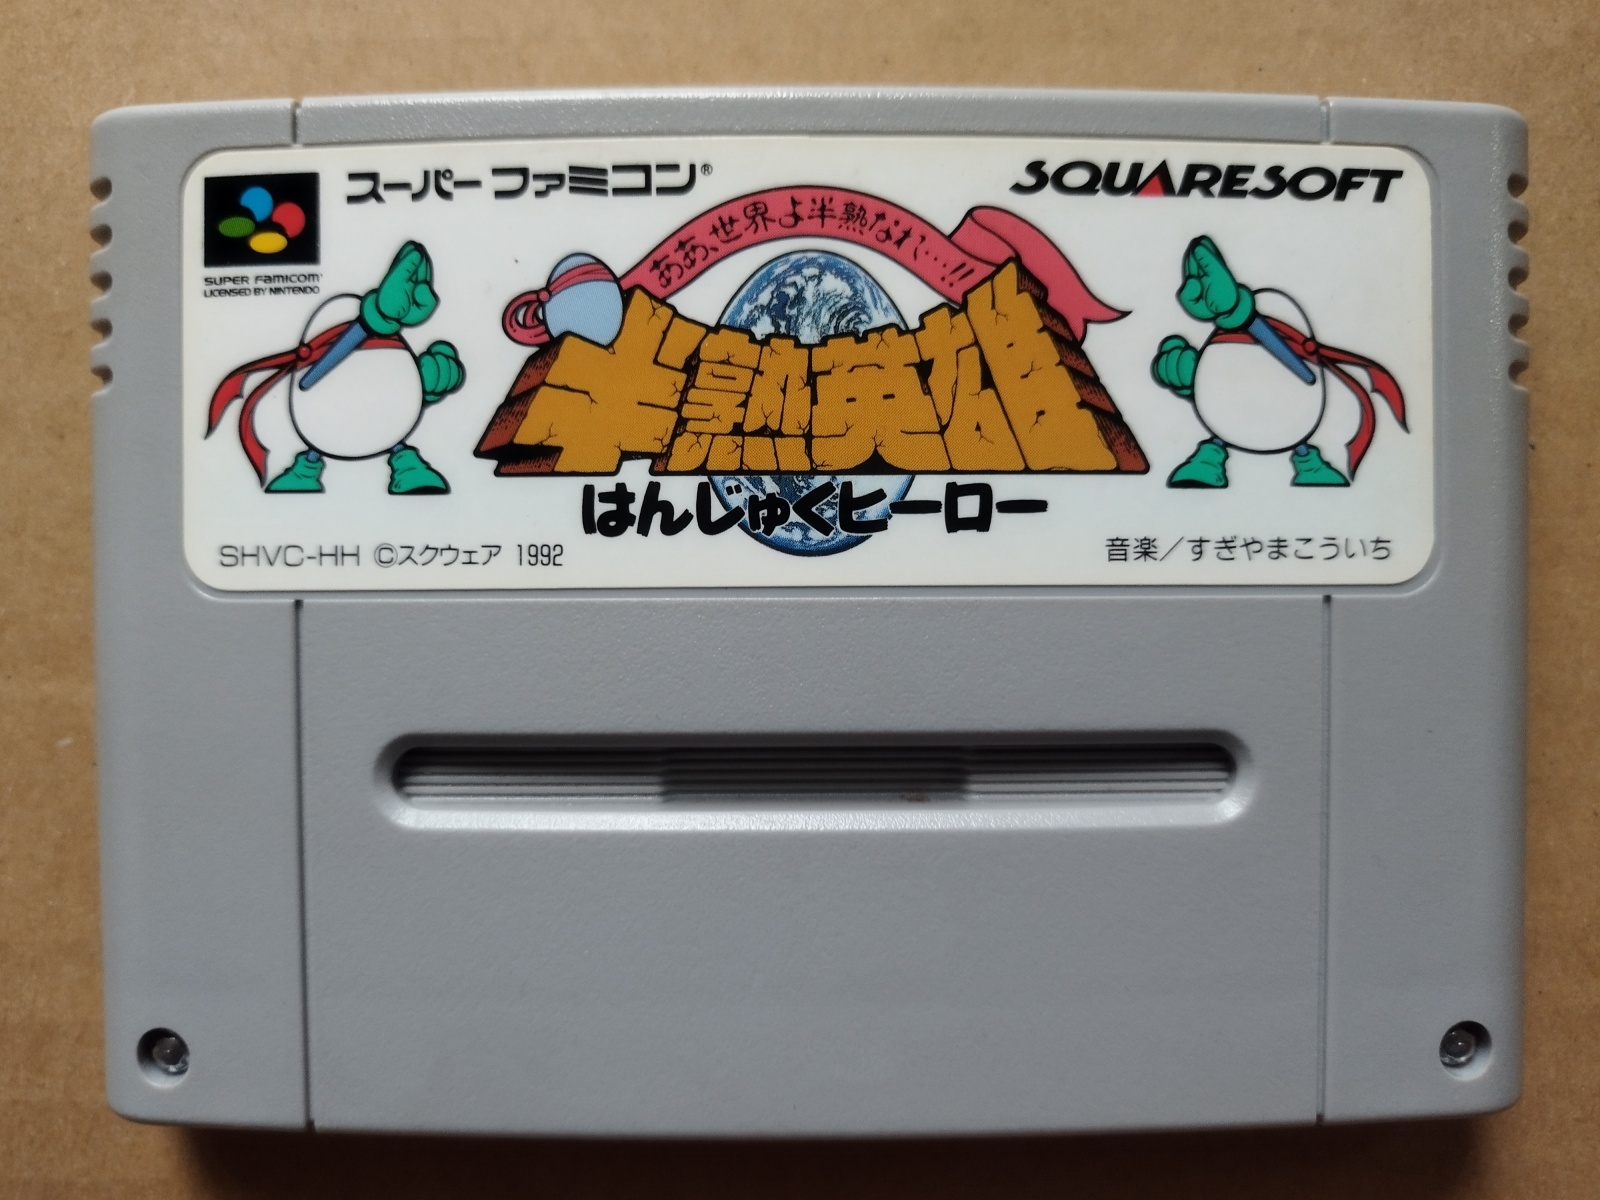 スーパーファミコン®
SQUARESOFT
SUPER FAMICOM
LICENSED BY NINTENDO
ああ、世界よ半熟なれ…!!
半熟英雄
はんじゅくヒーロー
SHVC-HH ©スクウェア 1992
音楽／すぎやまこういち